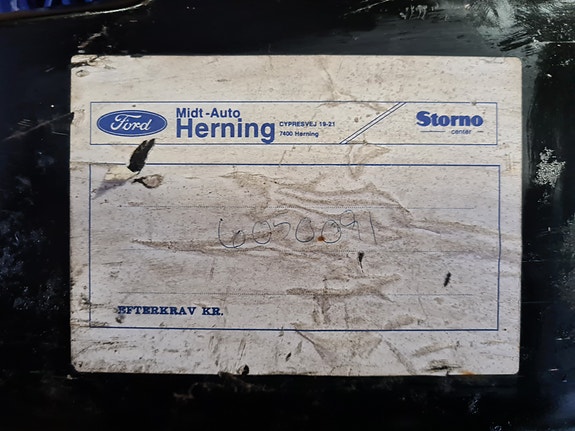 Ford
Midt-Auto
Herning
CYPRESVEJ 19-21
7400 Herning
Storno
center
6050091
EFTERKRAV KR.